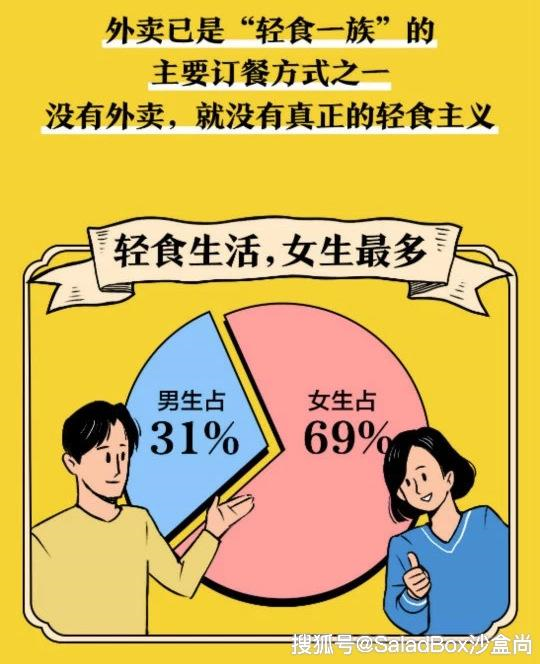 外卖已是“轻食一族”的
主要订餐方式之一
没有外卖，就没有真正的轻食主义
轻食生活，女生最多
男生占
31%
女生占
69%
搜狐号@SaladBox沙盒尚